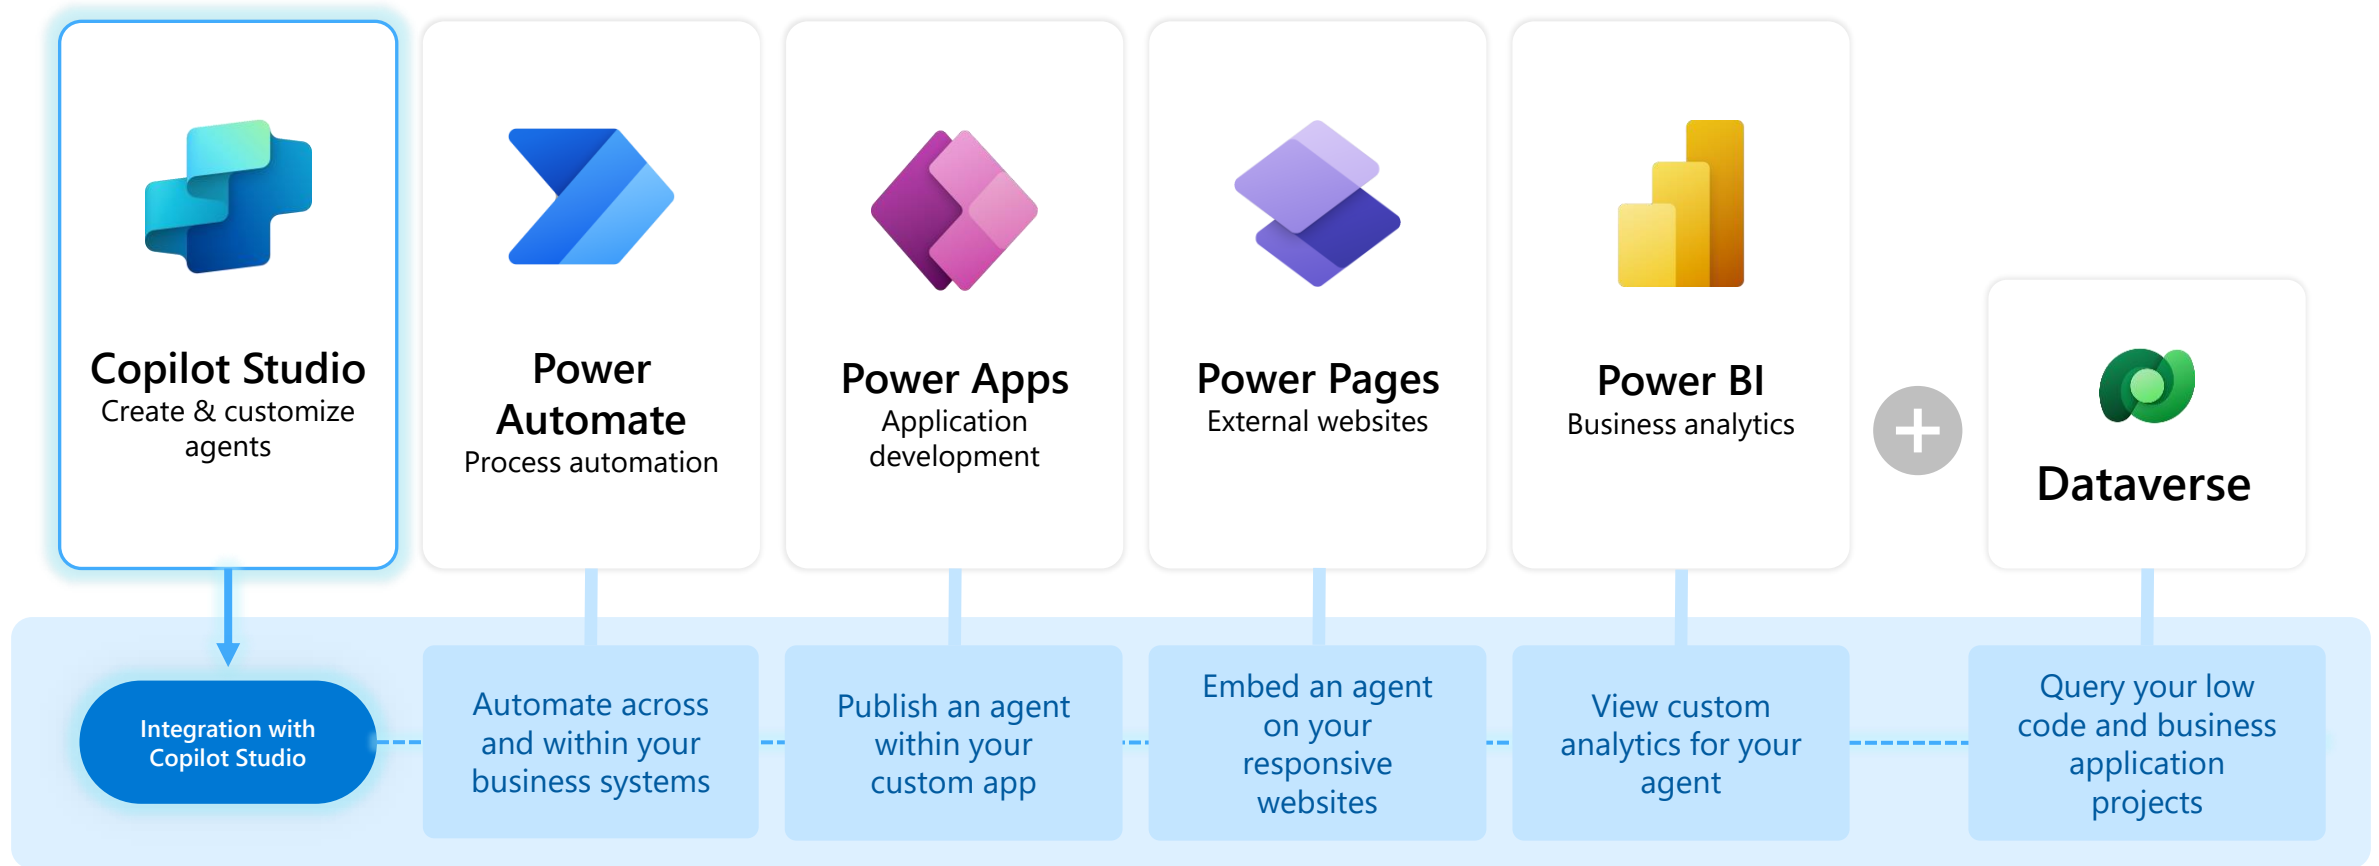 Copilot Studio
Create & customize
agents
Power
Automate
Process automation
Power Apps
Application
development
Power Pages
External websites
Power BI
Business analytics
Dataverse
Integration with
Copilot Studio
Automate across
and within your
business systems
Publish an agent
within your
custom app
Embed an agent
on your
responsive
websites
View custom
analytics for your
agent
Query your low
code and business
application
projects